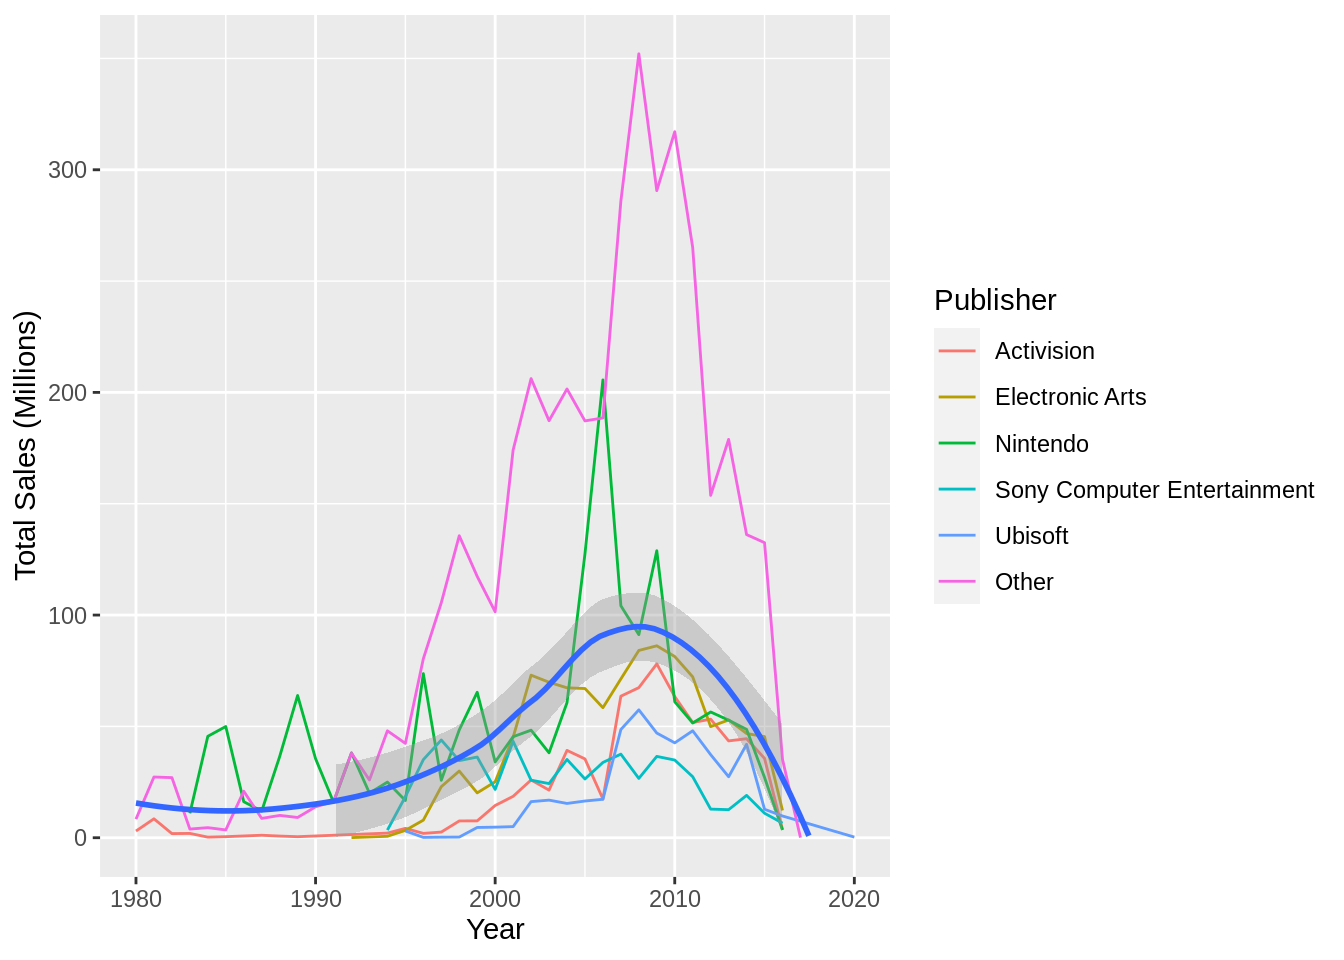 Total Sales (Millions)
300
200
100
0
1980 1990 2000 2010 2020
Year
Publisher
Activision
Electronic Arts
Nintendo
Sony Computer Entertainment
Ubisoft
Other